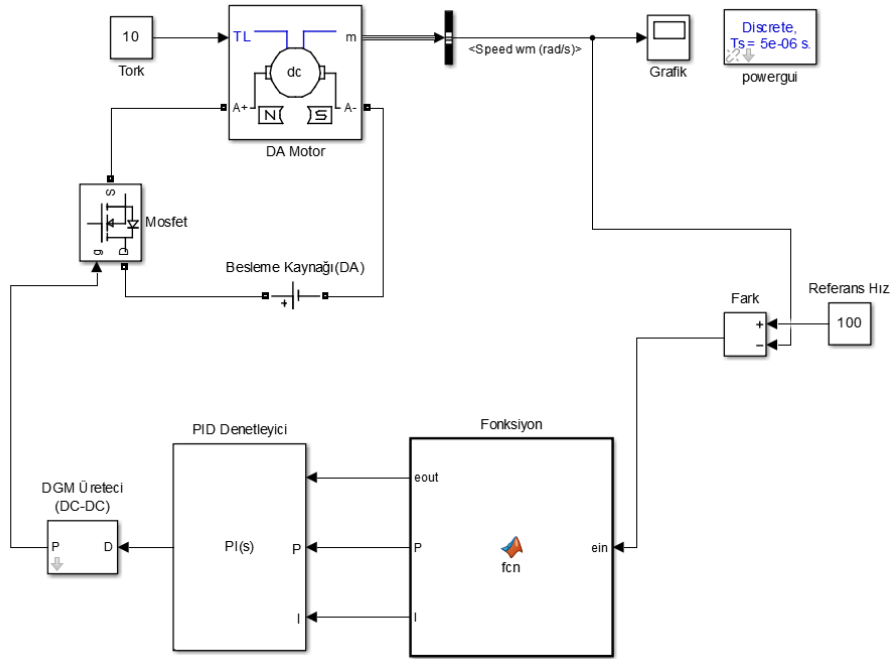 10
Tork
TL
m
dc
A+
A-
N
S
DA Motor
<Speed wm (rad/s)>
Grafik
Discrete,
Ts = 5e-06 s.
powergui
S
Mosfet
g
D
Besleme Kaynağı(DA)
+
Fark
Referans Hız
+
−
100
PID Denetleyici
Fonksiyon
DGM Üreteci
(DC-DC)
P
D
PI(s)
P
I
eout
P
I
fcn
ein